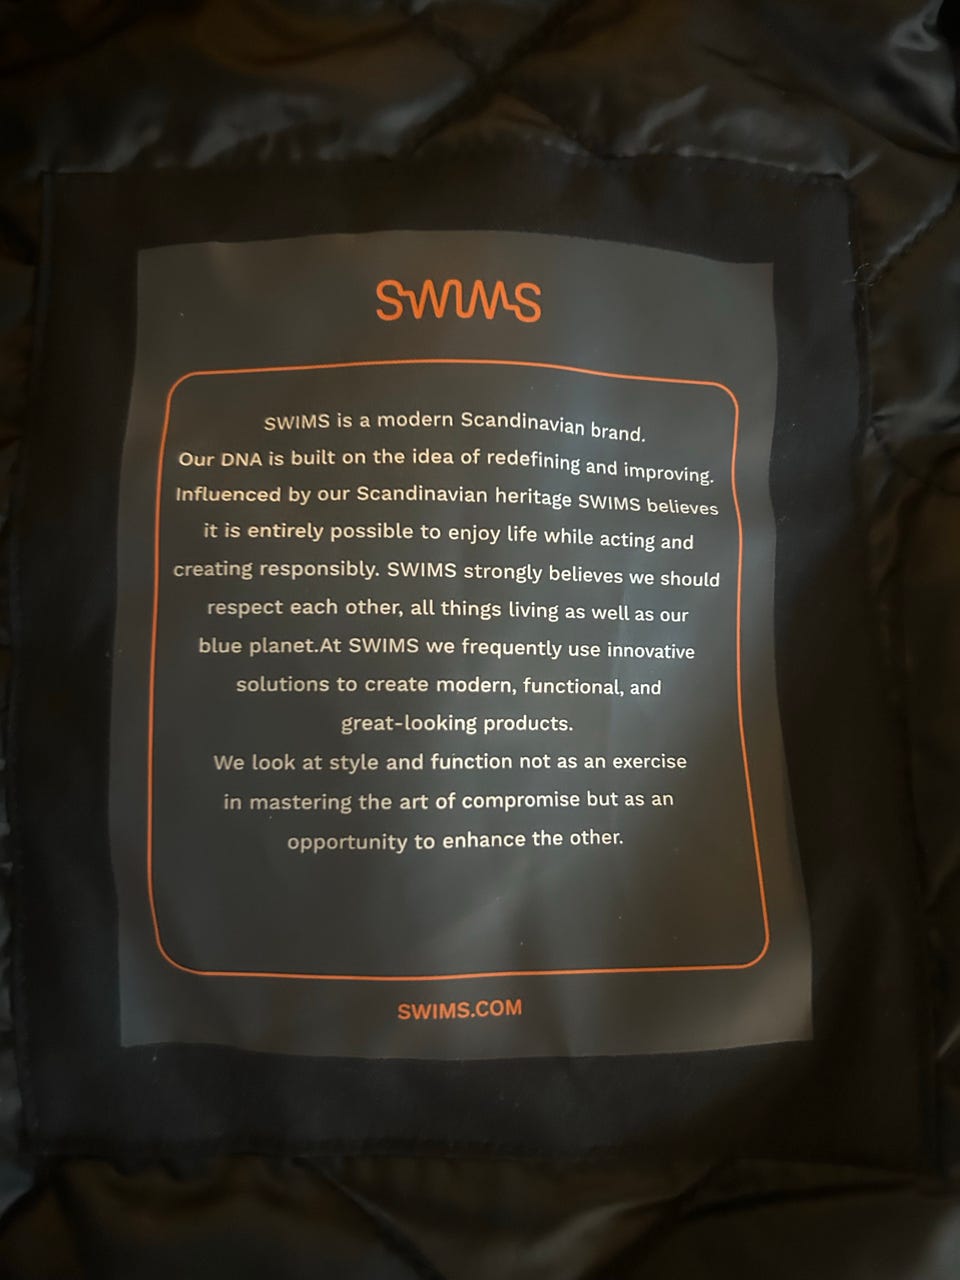 SWIMS
SWIMS is a modern Scandinavian brand.
Our DNA is built on the idea of redefining and improving.
Influenced by our Scandinavian heritage SWIMS believes
it is entirely possible to enjoy life while acting and
creating responsibly. SWIMS strongly believes we should
respect each other, all things living as well as our
blue planet.At SWIMS we frequently use innovative
solutions to create modern, functional, and
great-looking products.
We look at style and function not as an exercise
in mastering the art of compromise but as an
opportunity to enhance the other.
SWIMS.COM